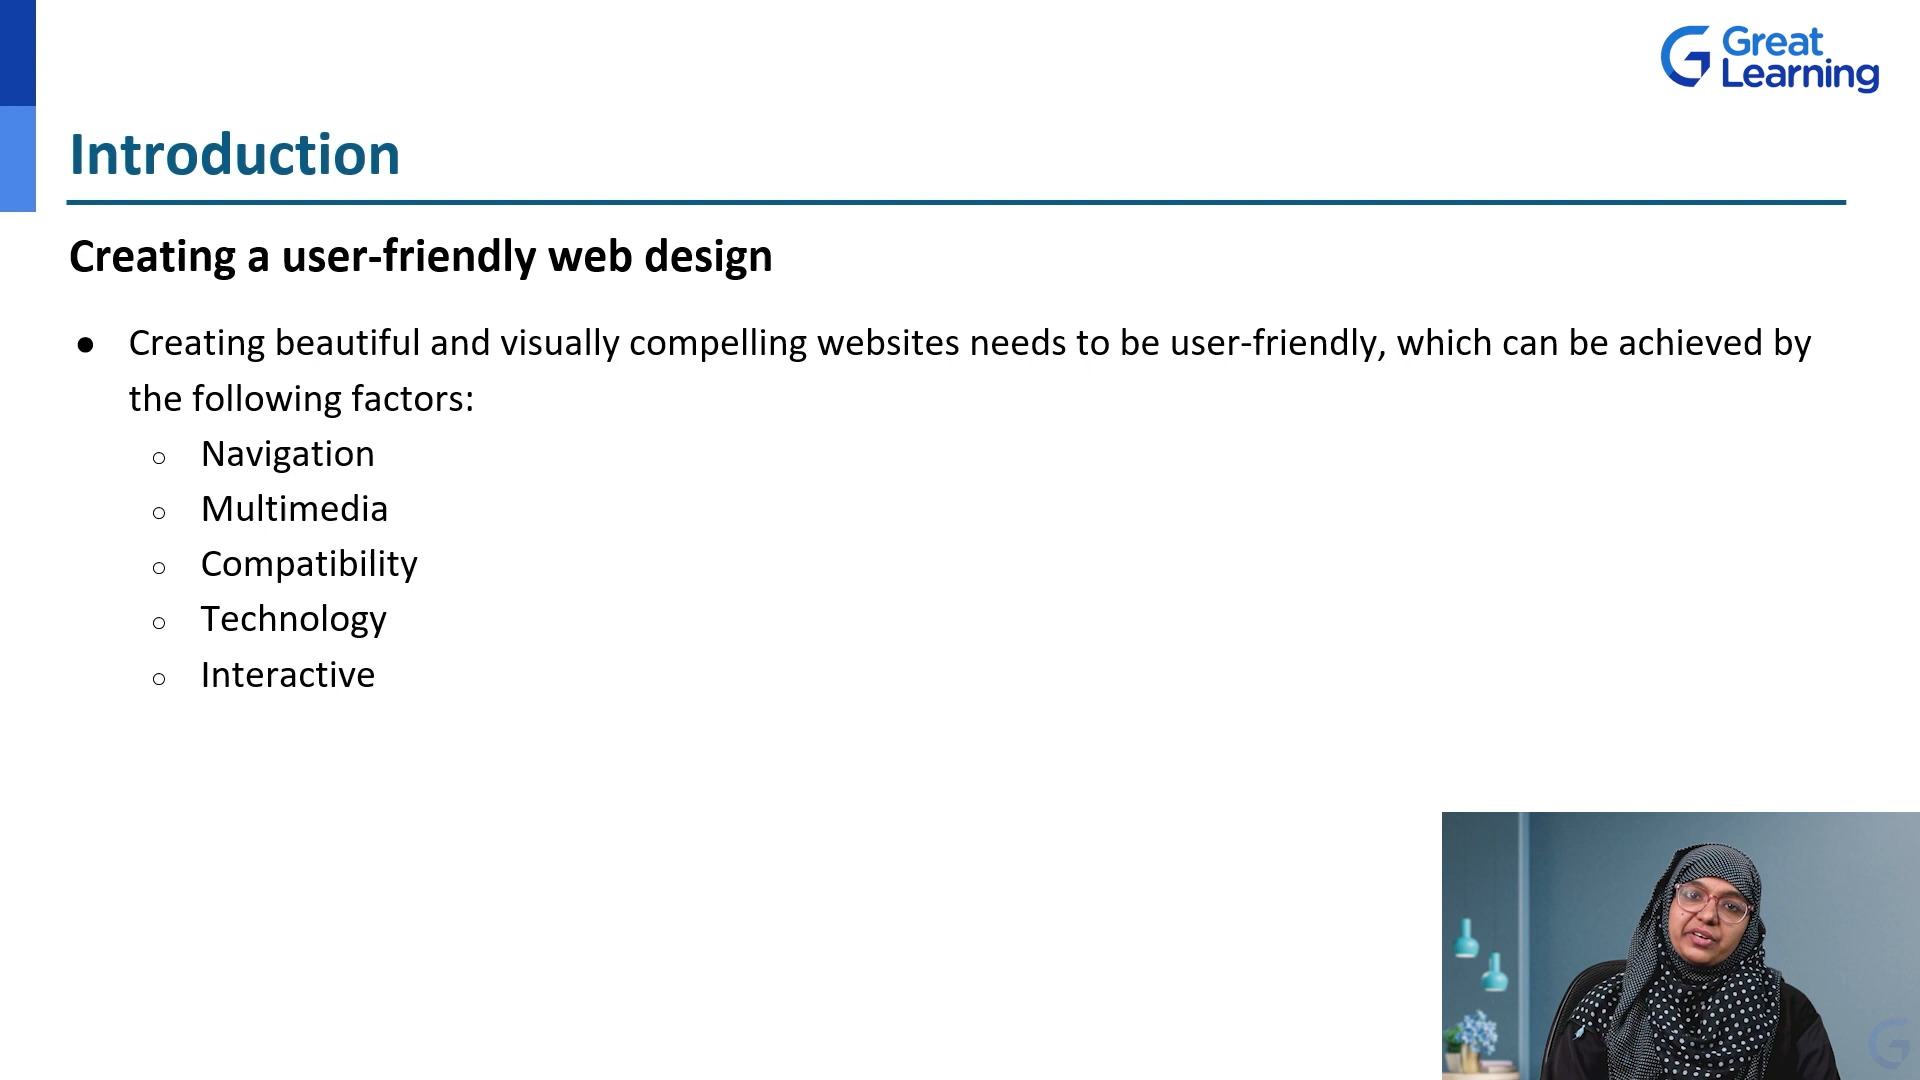 Great
Learning
Introduction
Creating a user-friendly web design
● Creating beautiful and visually compelling websites needs to be user-friendly, which can be achieved by
the following factors:
○ Navigation
○ Multimedia
○ Compatibility
○ Technology
○ Interactive